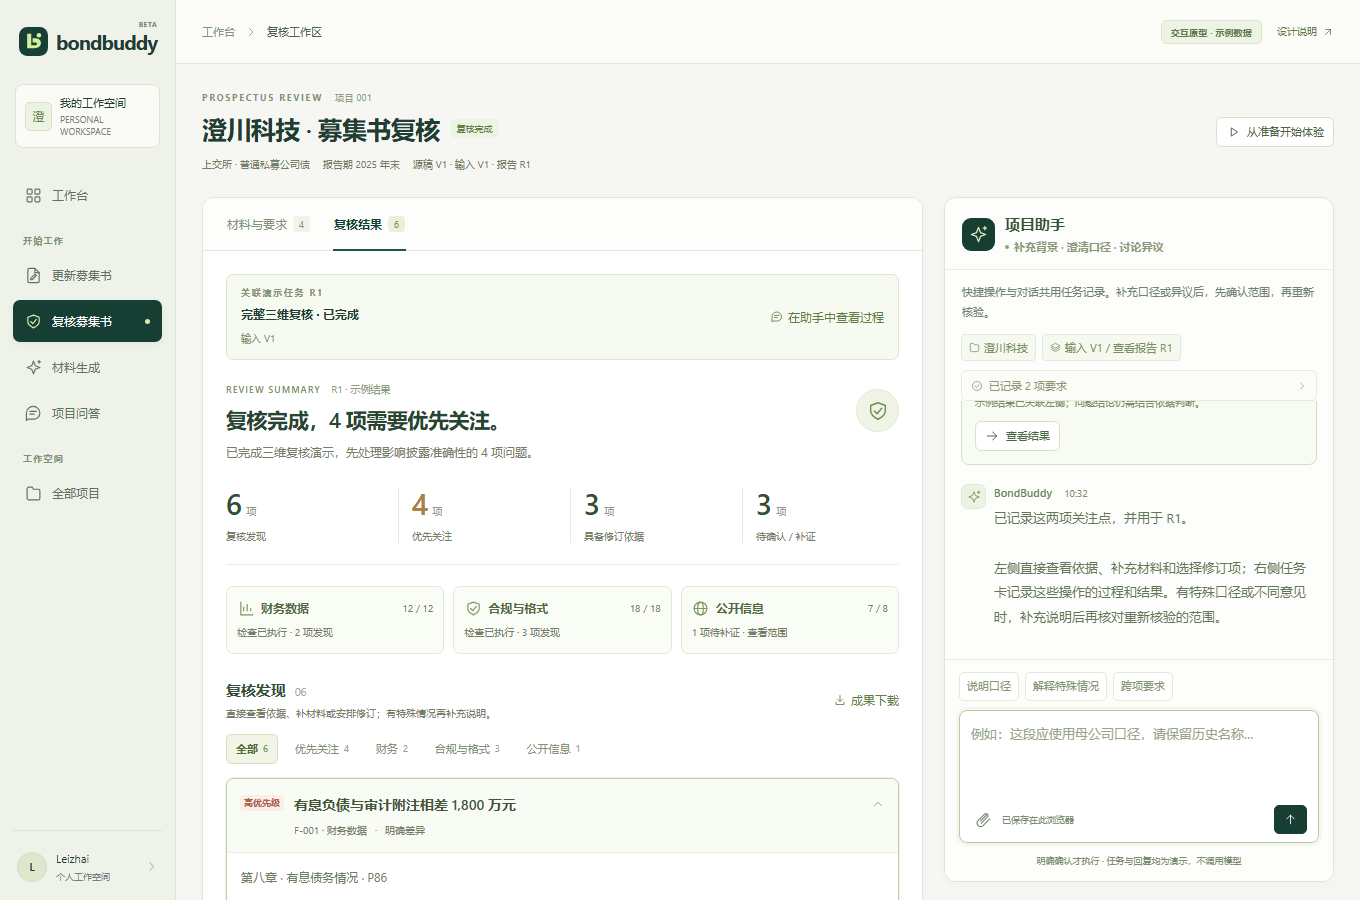 BETA
bondbuddy
澄
我的工作空间
PERSONAL
WORKSPACE
工作台
开始工作
更新募集书
复核募集书
材料生成
项目问答
工作空间
全部项目
L
Leizhai
个人工作空间
工作台
复核工作区
交互原型 · 示例数据
设计说明
PROSPECTUS REVIEW 项目 001
澄川科技 · 募集书复核
复核完成
上交所 · 普通私募公司债 报告期 2025 年末 源稿 V1 · 输入 V1 · 报告 R1
从准备开始体验
材料与要求 4
复核结果 6
关联演示任务 R1
完整三维复核 · 已完成
输入 V1
在助手中查看过程
REVIEW SUMMARY R1 · 示例结果
复核完成，4 项需要优先关注。
已完成三维复核演示，先处理影响披露准确性的 4 项问题。
6 项
复核发现
4 项
优先关注
3 项
具备修订依据
3 项
待确认 / 补证
财务数据 12 / 12
检查已执行 · 2 项发现
合规与格式 18 / 18
检查已执行 · 3 项发现
公开信息 7 / 8
1 项待补证 · 查看范围
复核发现 06
直接查看依据、补材料或安排修订；有特殊情况再补充说明。
成果下载
全部 6
优先关注 4
财务 2
合规与格式 3
公开信息 1
高优先级
有息负债与审计附注相差 1,800 万元
F-001 · 财务数据 · 明确差异
第八章 · 有息债务情况 · P86
项目助手
补充背景 · 澄清口径 · 讨论异议
快捷操作与对话共用任务记录。补充口径或异议后，先确认范围，再重新
核验。
澄川科技
输入 V1 / 查看报告 R1
已记录 2 项要求
示例结果已关联左侧；问题结论仍需结合依据判断。
查看结果
BondBuddy 10:32
已记录这两项关注点，并用于 R1。
左侧直接查看依据、补充材料和选择修订项；右侧任务
卡记录这些操作的过程和结果。有特殊口径或不同意见
时，补充说明后再核对重新核验的范围。
说明口径
解释特殊情况
跨项要求
例如：这段应使用母公司口径，请保留历史名称...
已保存在此浏览器
明确确认才执行 · 任务与回复均为演示，不调用模型